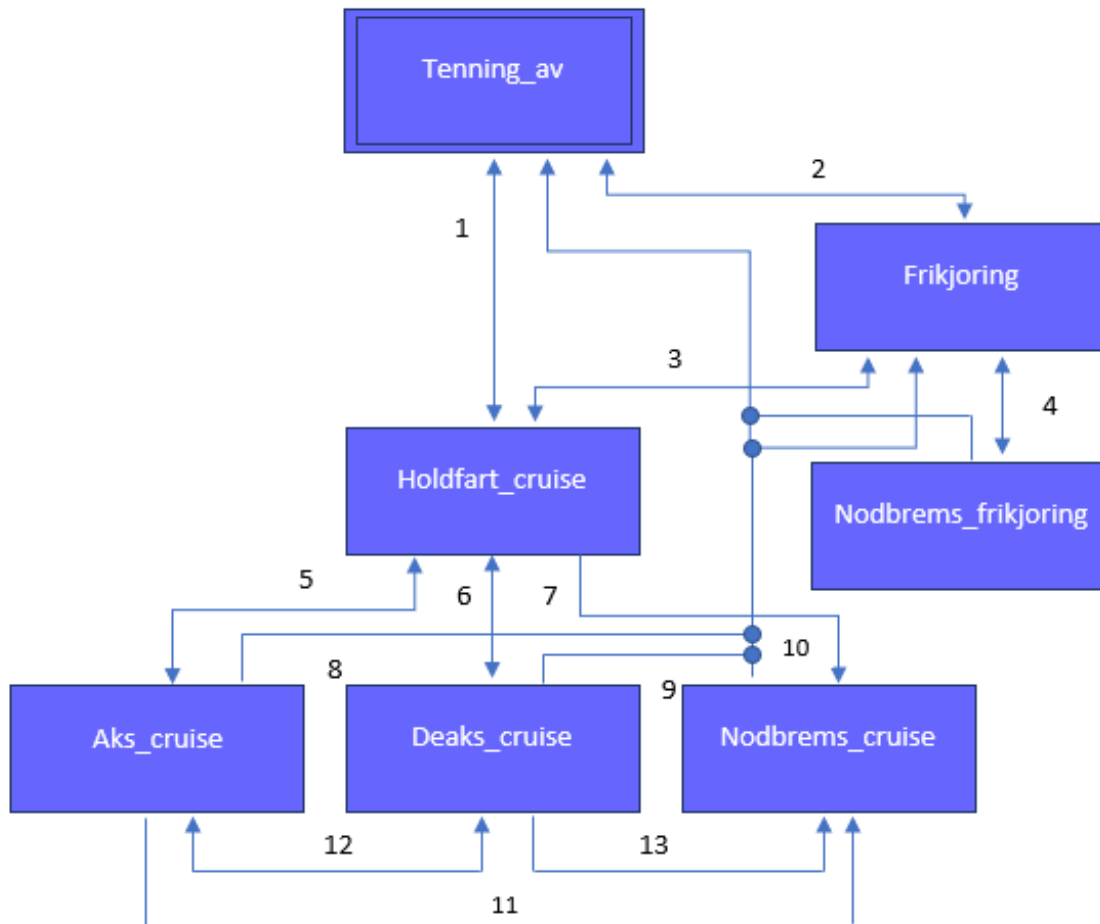 Tenning_av
2
1
Frikjoring
3
4
Holdfart_cruise
Nodbrems_frikjoring
5
6
7
8
9
10
Aks_cruise
Deaks_cruise
Nodbrems_cruise
12
13
11